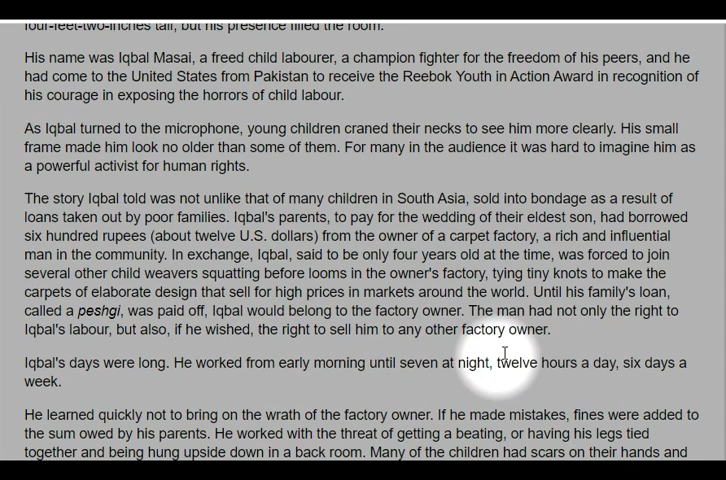 four-feet-two-inches tall, but his presence filled the room.
His name was Iqbal Masai, a freed child labourer, a champion fighter for the freedom of his peers, and he
had come to the United States from Pakistan to receive the Reebok Youth in Action Award in recognition of
his courage in exposing the horrors of child labour.
As Iqbal turned to the microphone, young children craned their necks to see him more clearly. His small
frame made him look no older than some of them. For many in the audience it was hard to imagine him as
a powerful activist for human rights.
The story Iqbal told was not unlike that of many children in South Asia, sold into bondage as a result of
loans taken out by poor families. Iqbal's parents, to pay for the wedding of their eldest son, had borrowed
six hundred rupees (about twelve U.S. dollars) from the owner of a carpet factory, a rich and influential
man in the community. In exchange, Iqbal, said to be only four years old at the time, was forced to join
several other child weavers squatting before looms in the owner's factory, tying tiny knots to make the
carpets of elaborate design that sell for high prices in markets around the world. Until his family's loan,
called a peshgi, was paid off, Iqbal would belong to the factory owner. The man had not only the right to
Iqbal's labour, but also, if he wished, the right to sell him to any other factory owner.
Iqbal's days were long. He worked from early morning until seven at night, twelve hours a day, six days a
week.
He learned quickly not to bring on the wrath of the factory owner. If he made mistakes, fines were added to
the sum owed by his parents. He worked with the threat of getting a beating, or having his legs tied
together and being hung upside down in a back room. Many of the children had scars on their hands and